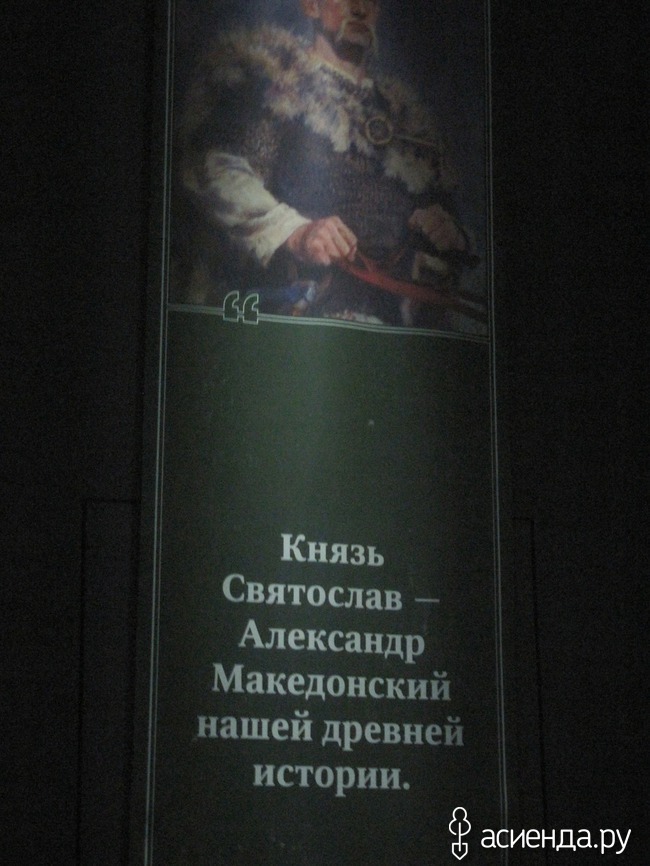 “
Князь
Святослав –
Александр
Македонский
нашей древней
истории.
асиенда.ру